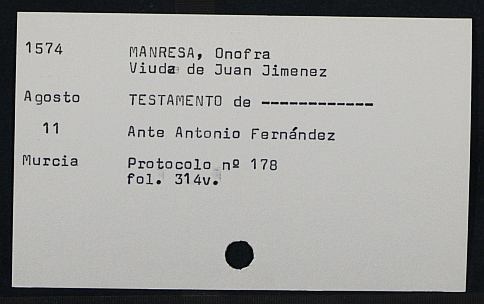 1574 MANRESA, Onofra
Viuda de Juan Jimenez
Agosto TESTAMENTO de ------------
11 Ante Antonio Fernández
Murcia Protocolo nº 178
fol. 314v.